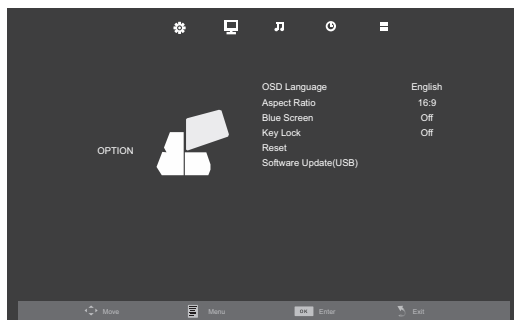 OSD Language English
Aspect Ratio 16:9
Blue Screen Off
Key Lock Off
Reset
OPTION
Software Update(USB)
Move Menu OK Enter Exit